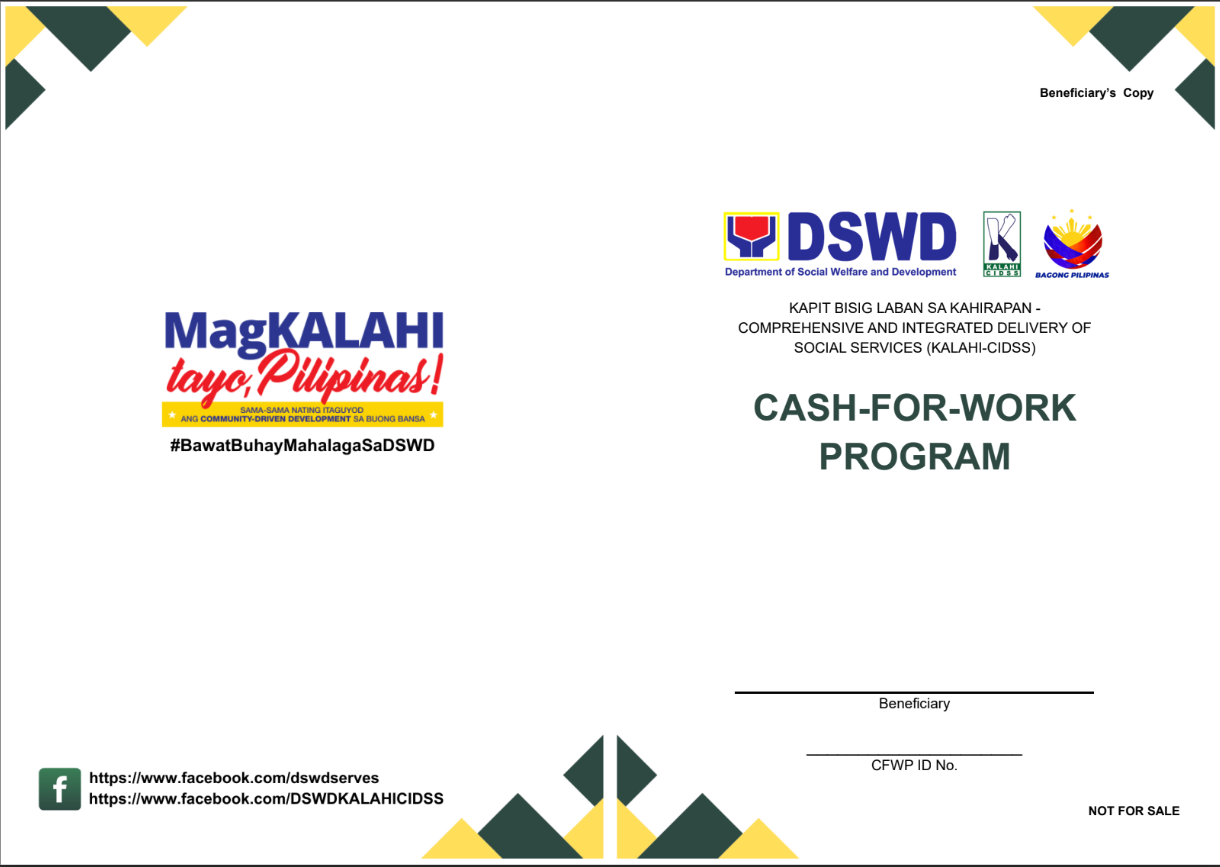 MagKALAHI
tayo, Pilipinas!
SAMA-SAMA NATING ITAGUYOD
ANG COMMUNITY-DRIVEN DEVELOPMENT SA BUONG BANSA
#BawatBuhayMahalagaSaDSWD
f
https://www.facebook.com/dswdserves
https://www.facebook.com/DSWDKALAHICIDSS
Beneficiary's Copy
DSWD
Department of Social Welfare and Development
K
KALAHI
CIDSS
BAGONG PILIPINAS
KAPIT BISIG LABAN SA KAHIRAPAN -
COMPREHENSIVE AND INTEGRATED DELIVERY OF
SOCIAL SERVICES (KALAHI-CIDSS)
CASH-FOR-WORK
PROGRAM
Beneficiary
CFWP ID No.
NOT FOR SALE